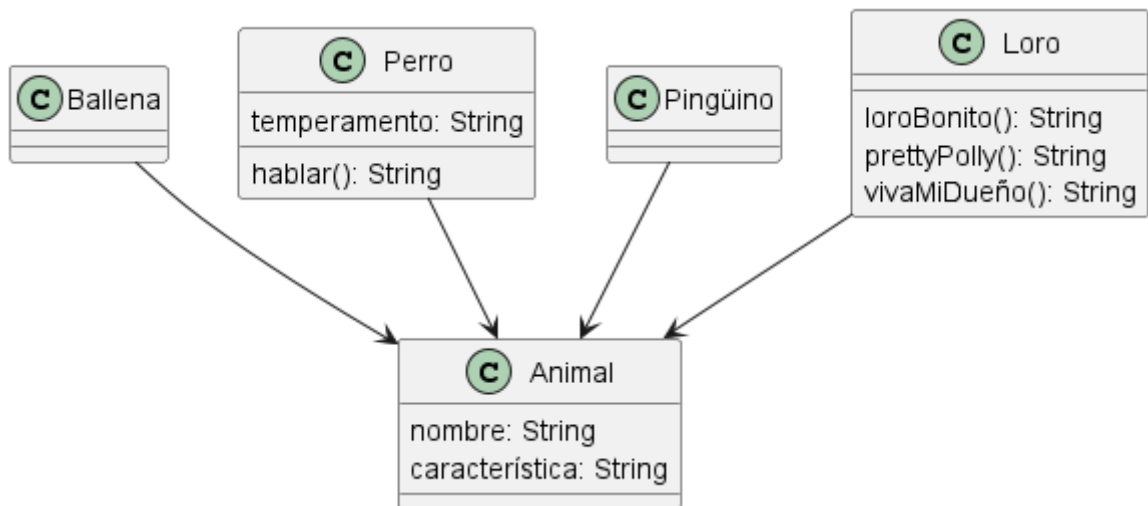 C Ballena
C Perro
temperamento: String
hablar(): String
C Pingüino
C Loro
loroBonito(): String
prettyPolly(): String
vivaMiDueño(): String
C Animal
nombre: String
característica: String